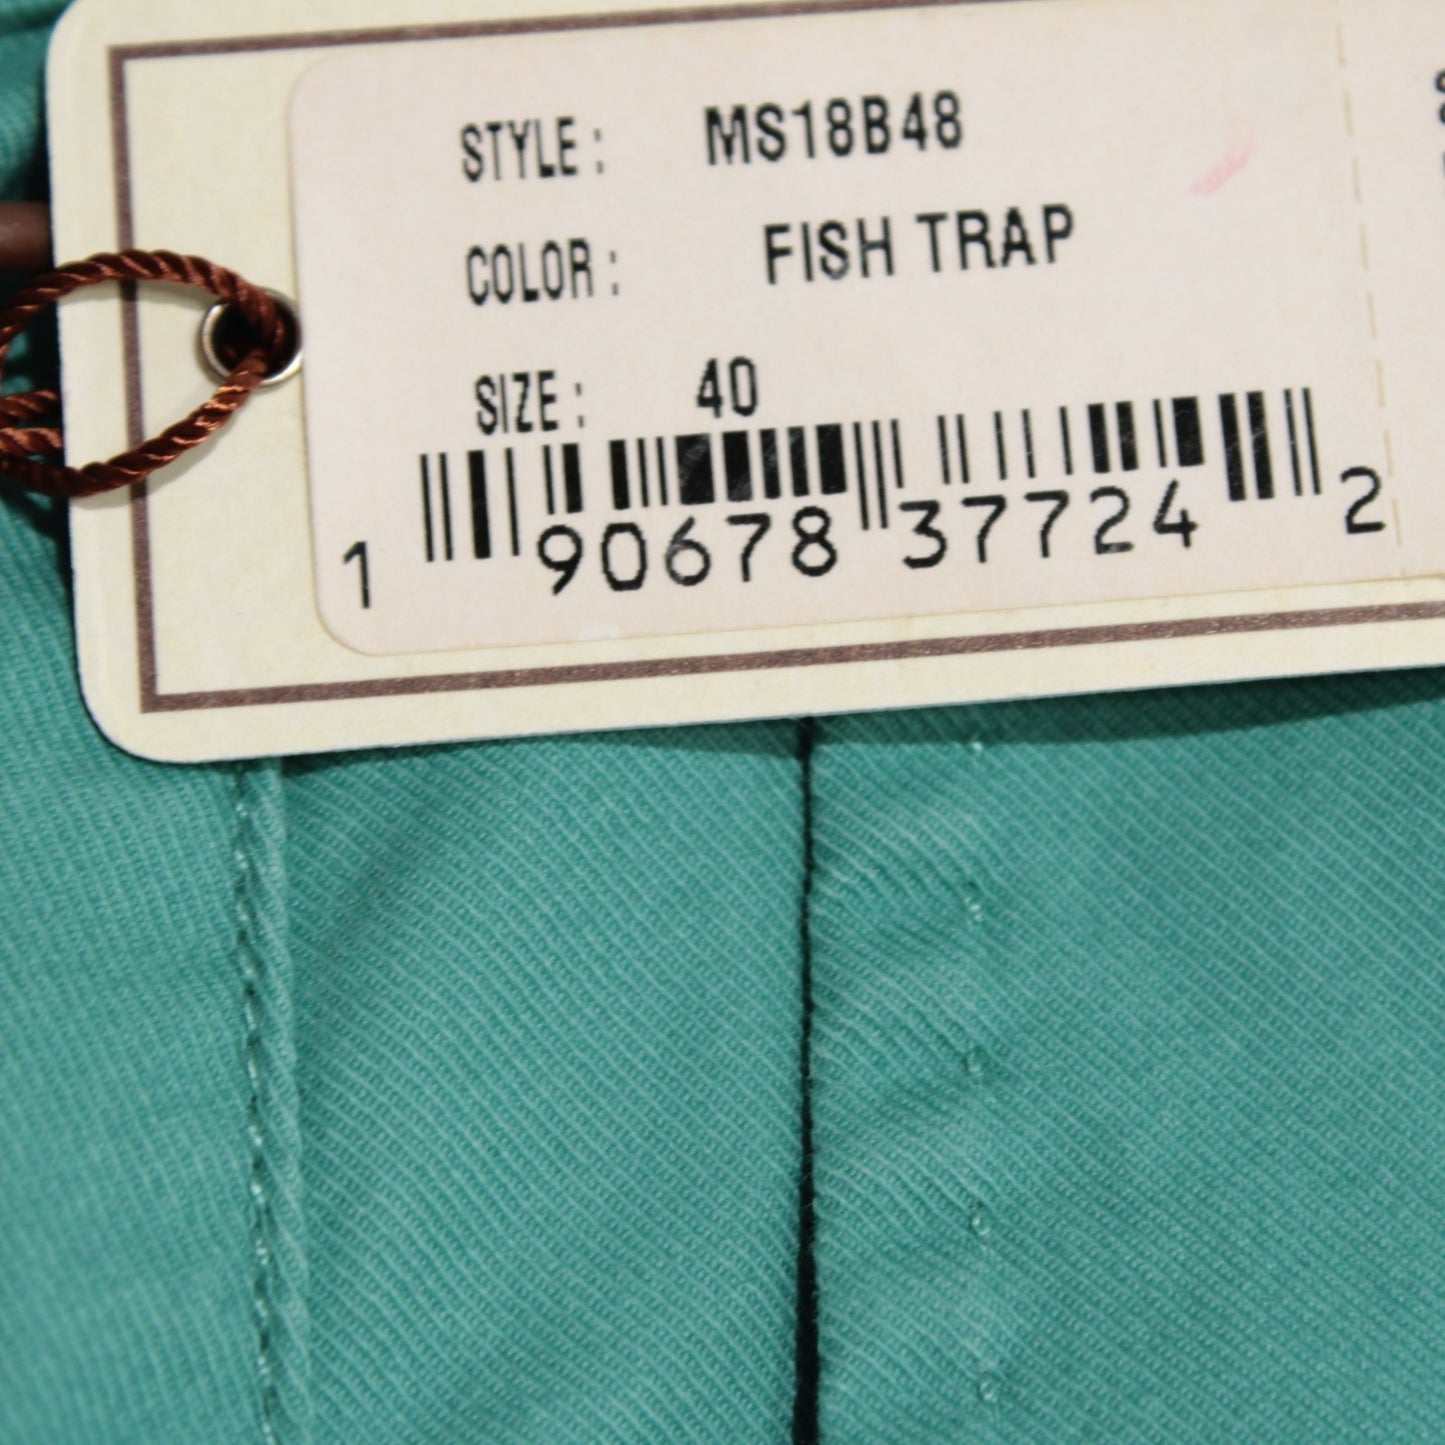 STYLE: MS18B48
COLOR: FISH TRAP
SIZE: 40
1 90678 37724 2